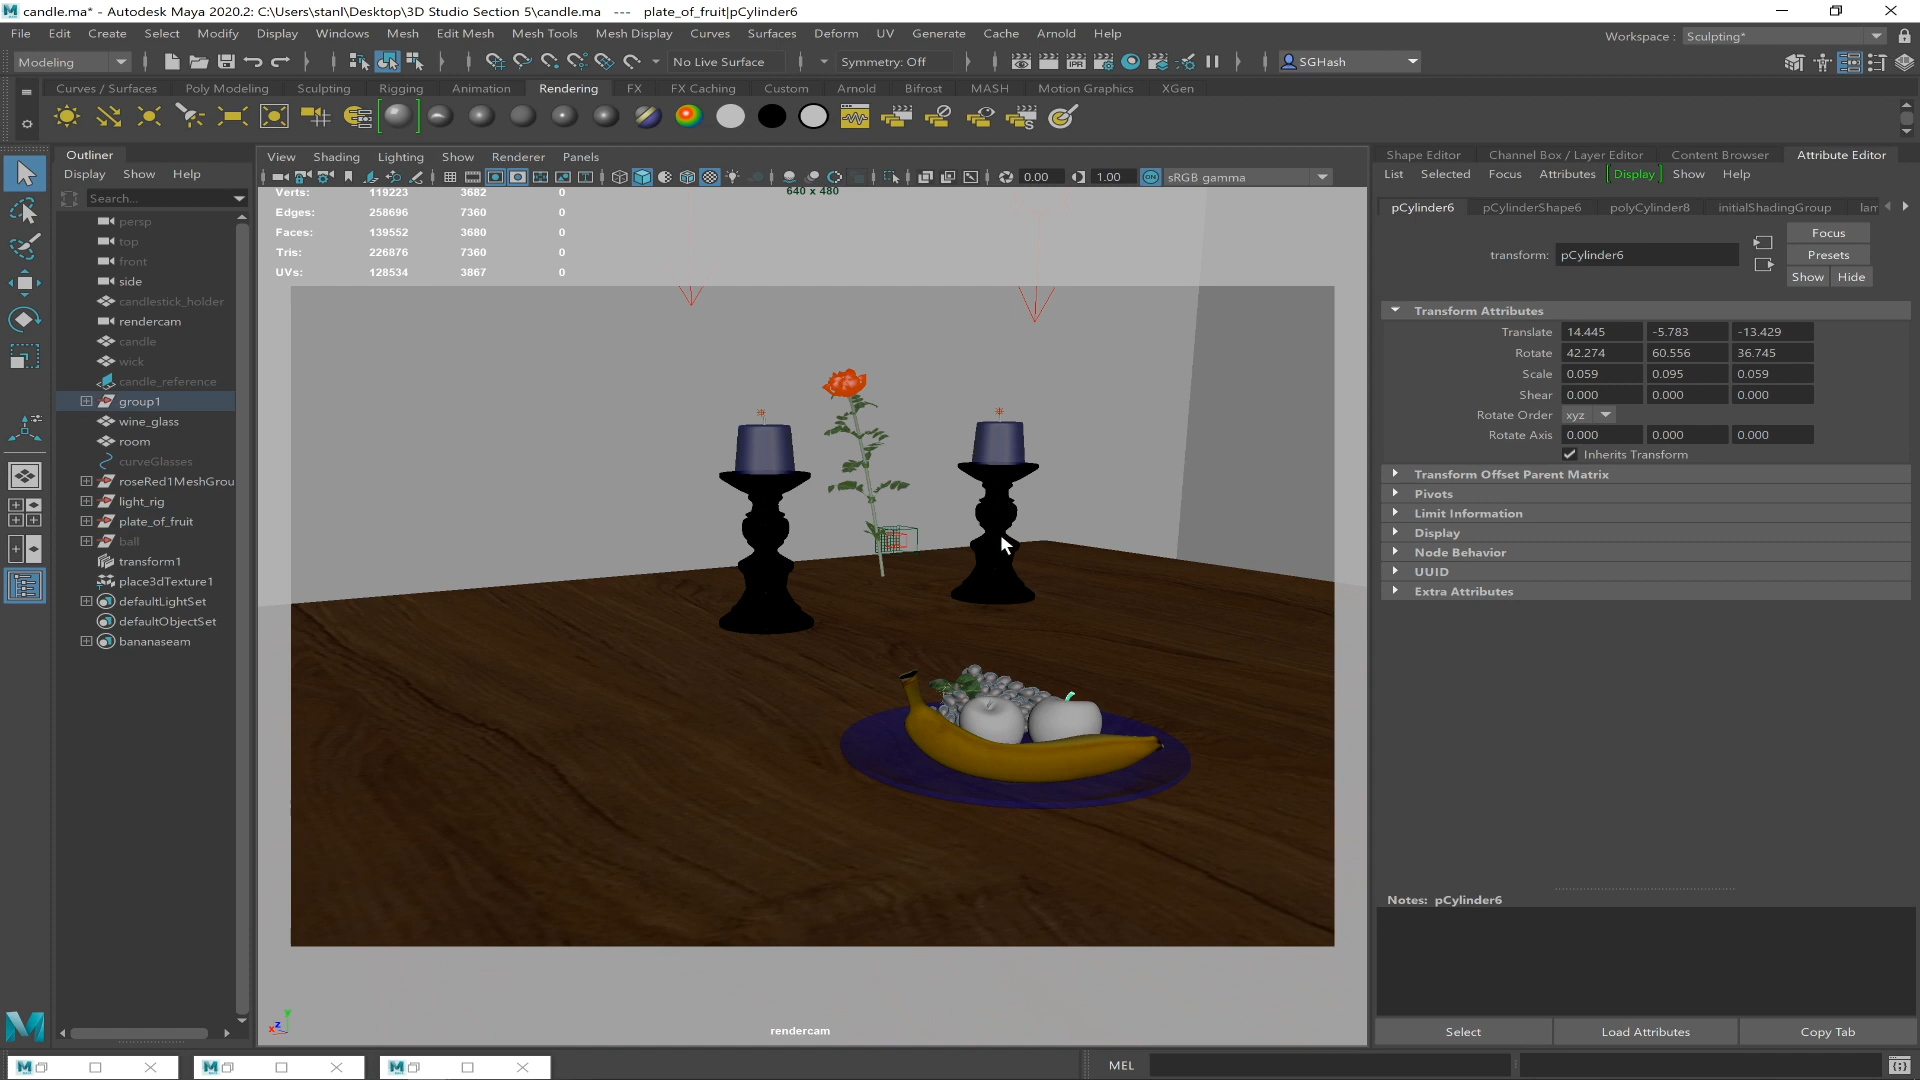 candle.ma* - Autodesk Maya 2020.2: C:\Users\stanl\Desktop\3D Studio Section 5\candle.ma   ---   plate_of_fruit|pCylinder6
File Edit Create Select Modify Display Windows Mesh Edit Mesh Mesh Tools Mesh Display Curves Surfaces Deform UV Generate Cache Arnold Help
Workspace : Sculpting*
Modeling No Live Surface Symmetry: Off SGHash
Curves / Surfaces Poly Modeling Sculpting Rigging Animation Rendering FX FX Caching Custom Arnold Bifrost MASH Motion Graphics XGen
IPR
Outliner
Display Show Help
Search...
persp
top
front
side
candlestick_holder
rendercam
candle
wick
candle_reference
group1
wine_glass
room
curveGlasses
roseRed1MeshGrou
light_rig
plate_of_fruit
ball
transform1
place3dTexture1
defaultLightSet
defaultObjectSet
bananaseam
View Shading Lighting Show Renderer Panels
0.00 1.00 ON sRGB gamma
640 x 480
Verts: 119223 3682 0
Edges: 258696 7360 0
Faces: 139552 3680 0
Tris: 226876 7360 0
UVs: 128534 3867 0
y
x z
rendercam
Shape Editor Channel Box / Layer Editor Content Browser Attribute Editor
List Selected Focus Attributes Display Show Help
pCylinder6 pCylinderShape6 polyCylinder8 initialShadingGroup lam
Focus
transform: pCylinder6
Presets
Show Hide
Transform Attributes
Translate 14.445 -5.783 -13.429
Rotate 42.274 60.556 36.745
Scale 0.059 0.095 0.059
Shear 0.000 0.000 0.000
Rotate Order xyz
Rotate Axis 0.000 0.000 0.000
Inherits Transform
Transform Offset Parent Matrix
Pivots
Limit Information
Display
Node Behavior
UUID
Extra Attributes
Notes: pCylinder6
Select Load Attributes Copy Tab
MEL